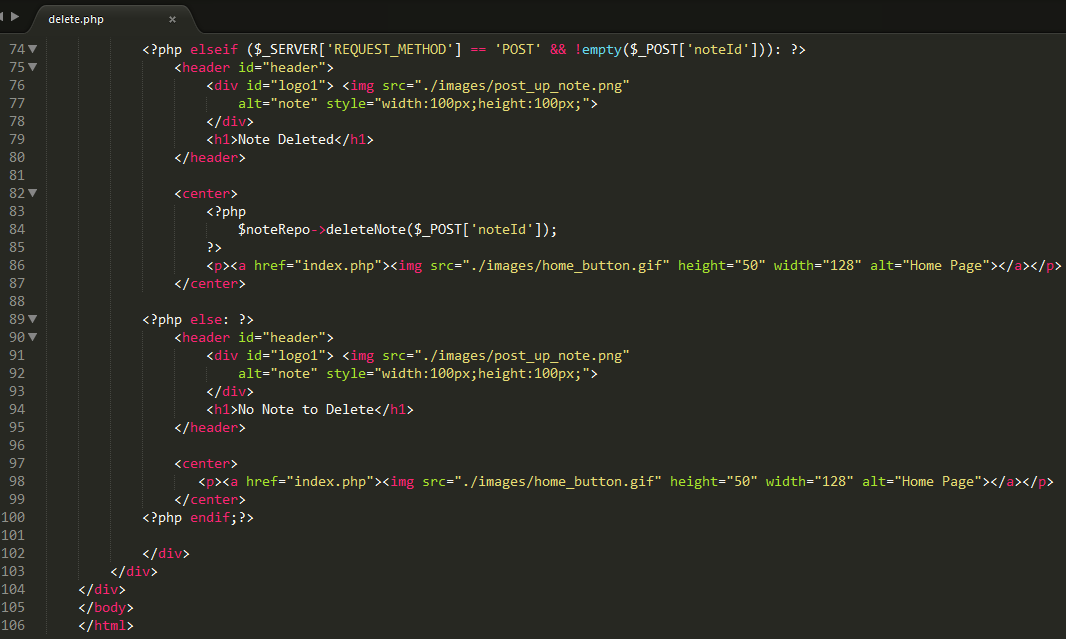 delete.php ×
74 <?php elseif ($_SERVER['REQUEST_METHOD'] == 'POST' && !empty($_POST['noteId'])): ?>
75 <header id="header">
76 <div id="logo1"> <img src="./images/post_up_note.png"
77 alt="note" style="width:100px;height:100px;">
78 </div>
79 <h1>Note Deleted</h1>
80 </header>
81
82 <center>
83 <?php
84 $noteRepo->deleteNote($_POST['noteId']);
85 ?>
86 <p><a href="index.php"><img src="./images/home_button.gif" height="50" width="128" alt="Home Page"></a></p>
87 </center>
88
89 <?php else: ?>
90 <header id="header">
91 <div id="logo1"> <img src="./images/post_up_note.png"
92 alt="note" style="width:100px;height:100px;">
93 </div>
94 <h1>No Note to Delete</h1>
95 </header>
96
97 <center>
98 <p><a href="index.php"><img src="./images/home_button.gif" height="50" width="128" alt="Home Page"></a></p>
99 </center>
100 <?php endif;?>
101
102 </div>
103 </div>
104 </div>
105 </body>
106 </html>